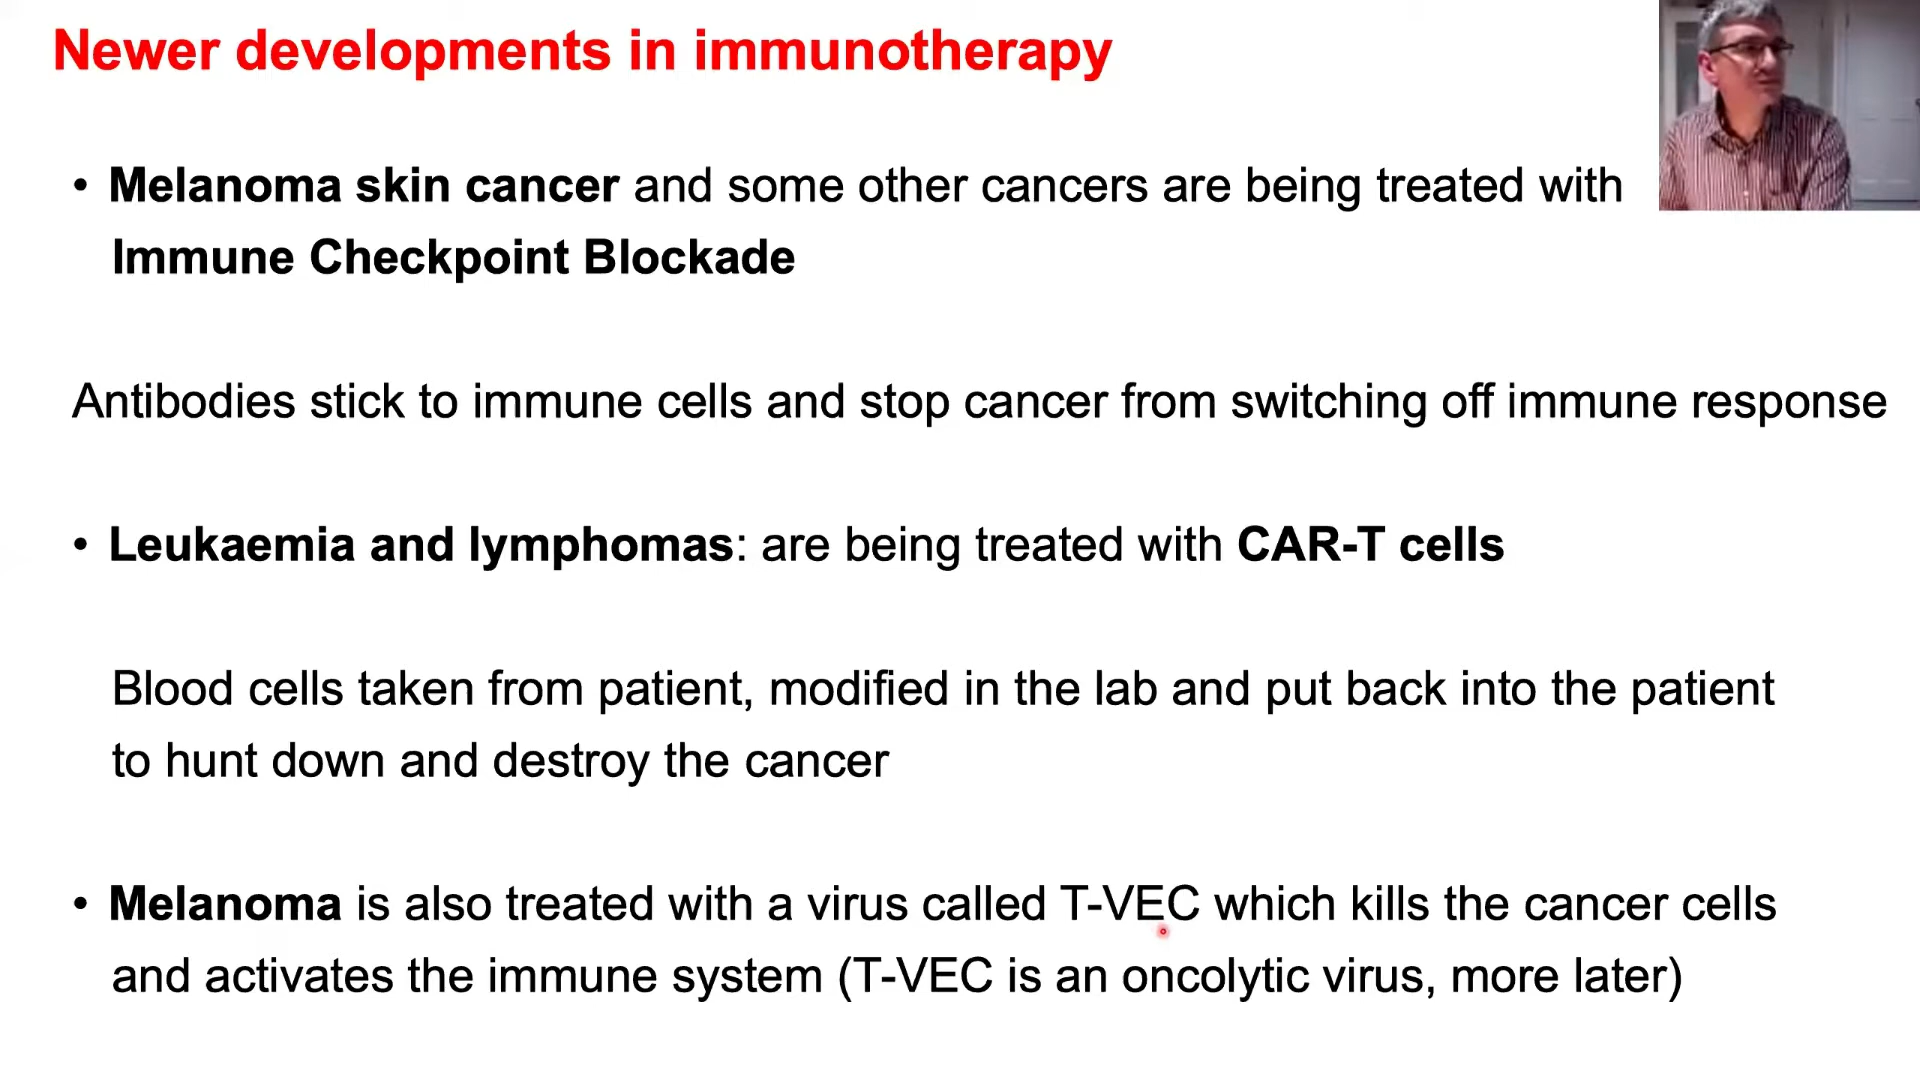 Newer developments in immunotherapy
• Melanoma skin cancer and some other cancers are being treated with
Immune Checkpoint Blockade
Antibodies stick to immune cells and stop cancer from switching off immune response
• Leukaemia and lymphomas: are being treated with CAR-T cells
Blood cells taken from patient, modified in the lab and put back into the patient
to hunt down and destroy the cancer
• Melanoma is also treated with a virus called T-VEC which kills the cancer cells
and activates the immune system (T-VEC is an oncolytic virus, more later)